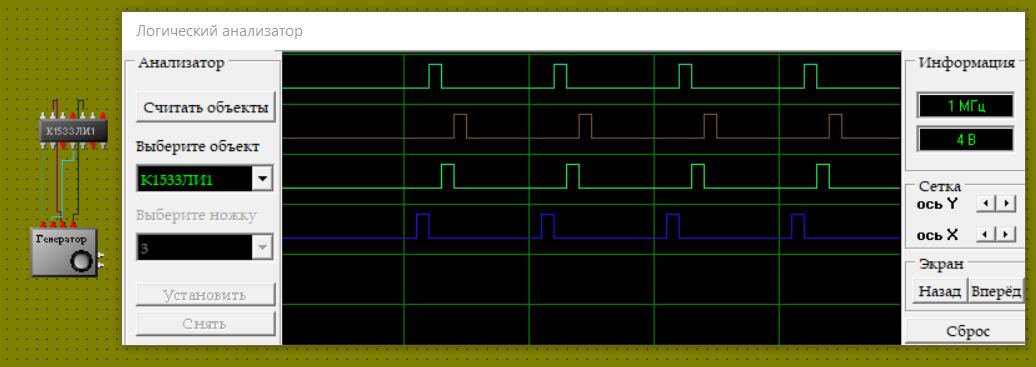 Логический анализатор
Анализатор
Считать объекты
Выберите объект
К1533ЛИ1
Выберите ножку
3
Установить
Снять
Информация
1 МГц
4 В
Сетка
ось Y
ось X
Экран
Назад Вперёд
Сброс
К1533ЛИ1
Генератор